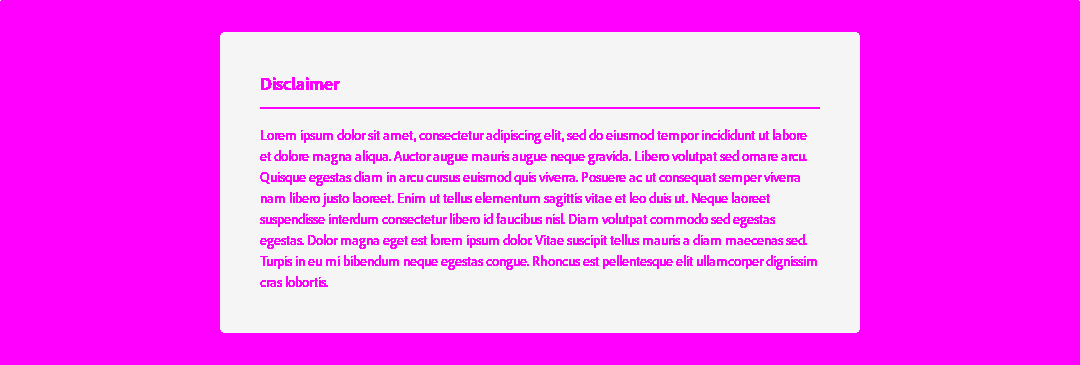 Disclaimer
Lorem ipsum dolor sit amet, consectetur adipiscing elit, sed do eiusmod tempor incididunt ut labore
et dolore magna aliqua. Auctor augue mauris augue neque gravida. Libero volutpat sed ornare arcu.
Quisque egestas diam in arcu cursus euismod quis viverra. Posuere ac ut consequat semper viverra
nam libero justo laoreet. Enim ut tellus elementum sagittis vitae et leo duis ut. Neque laoreet
suspendisse interdum consectetur libero id faucibus nisl. Diam volutpat commodo sed egestas
egestas. Dolor magna eget est lorem ipsum dolor. Vitae suscipit tellus mauris a diam maecenas sed.
Turpis in eu mi bibendum neque egestas congue. Rhoncus est pellentesque elit ullamcorper dignissim
cras lobortis.